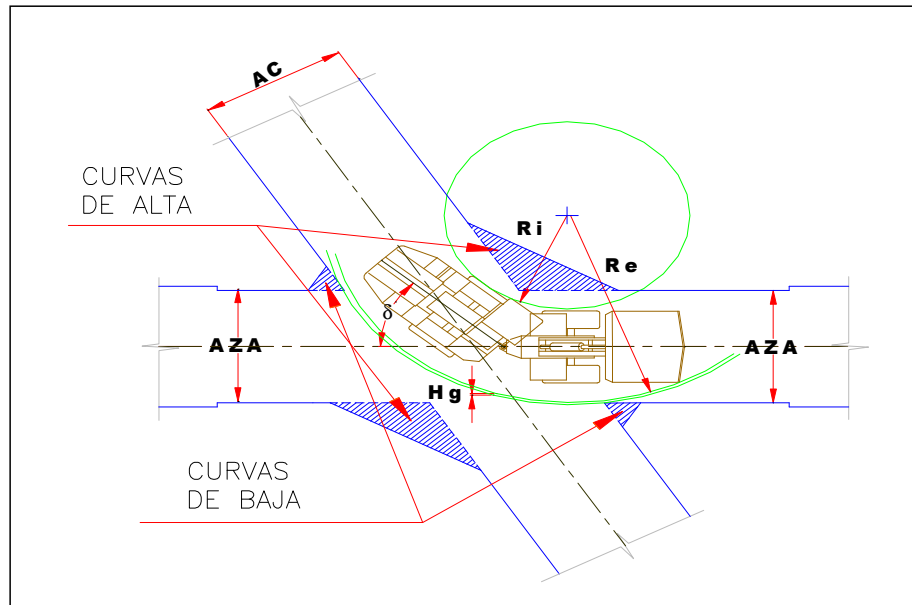 AC
CURVAS
DE ALTA
Ri
Re
δ
AZA
AZA
Hg
CURVAS
DE BAJA